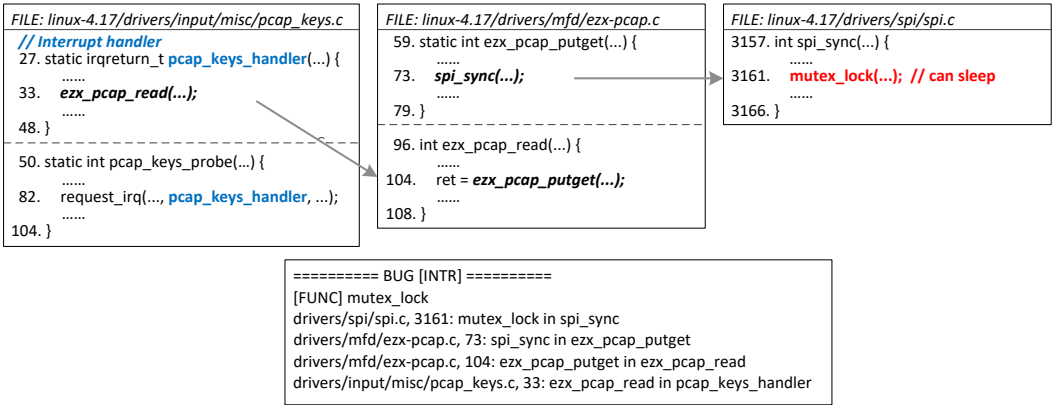 FILE: linux-4.17/drivers/input/misc/pcap_keys.c
// Interrupt handler
27. static irqreturn_t pcap_keys_handler(...) {
......
33. ezx_pcap_read(...);
......
48. }
50. static int pcap_keys_probe(...) {
......
82. request_irq(..., pcap_keys_handler, ...);
......
104. }
FILE: linux-4.17/drivers/mfd/ezx-pcap.c
59. static int ezx_pcap_putget(...) {
......
73. spi_sync(...);
......
79. }
96. int ezx_pcap_read(...) {
......
104. ret = ezx_pcap_putget(...);
......
108. }
FILE: linux-4.17/drivers/spi/spi.c
3157. int spi_sync(...) {
......
3161. mutex_lock(...); // can sleep
......
3166. }
========== BUG [INTR] ==========
[FUNC] mutex_lock
drivers/spi/spi.c, 3161: mutex_lock in spi_sync
drivers/mfd/ezx-pcap.c, 73: spi_sync in ezx_pcap_putget
drivers/mfd/ezx-pcap.c, 104: ezx_pcap_putget in ezx_pcap_read
drivers/input/misc/pcap_keys.c, 33: ezx_pcap_read in pcap_keys_handler